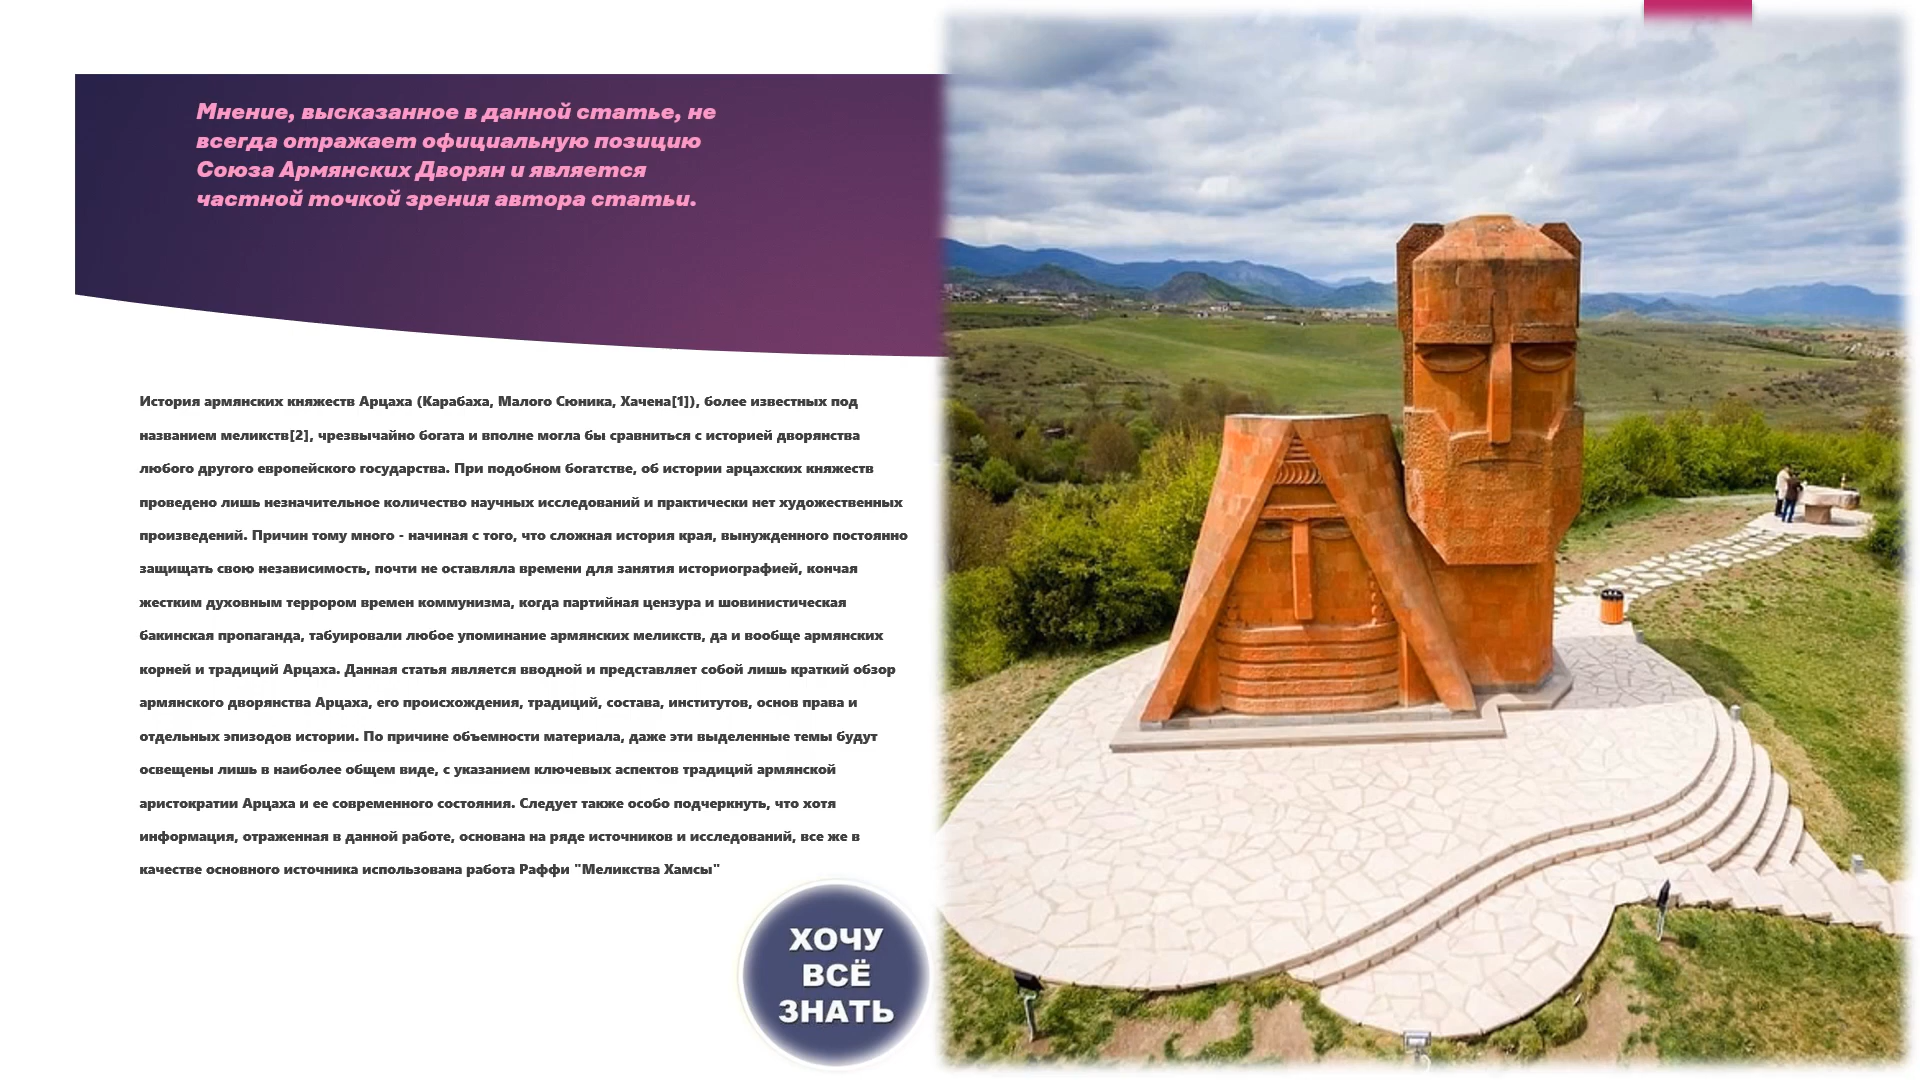 Мнение, высказанное в данной статье, не
всегда отражает официальную позицию
Союза Армянских Дворян и является
частной точкой зрения автора статьи.
История армянских княжеств Арцаха (Карабаха, Малого Сюника, Хачена[1]), более известных под
названием меликств[2], чрезвычайно богата и вполне могла бы сравниться с историей дворянства
любого другого европейского государства. При подобном богатстве, об истории арцахских княжеств
проведено лишь незначительное количество научных исследований и практически нет художественных
произведений. Причин тому много - начиная с того, что сложная история края, вынужденного постоянно
защищать свою независимость, почти не оставляла времени для занятия историографией, кончая
жестким духовным террором времен коммунизма, когда партийная цензура и шовинистическая
бакинская пропаганда, табуировали любое упоминание армянских меликств, да и вообще армянских
корней и традиций Арцаха. Данная статья является вводной и представляет собой лишь краткий обзор
армянского дворянства Арцаха, его происхождения, традиций, состава, институтов, основ права и
отдельных эпизодов истории. По причине объемности материала, даже эти выделенные темы будут
освещены лишь в наиболее общем виде, с указанием ключевых аспектов традиций армянской
аристократии Арцаха и ее современного состояния. Следует также особо подчеркнуть, что хотя
информация, отраженная в данной работе, основана на ряде источников и исследований, все же в
качестве основного источника использована работа Раффи "Меликства Хамсы"
ХОЧУ
ВСЁ
ЗНАТЬ